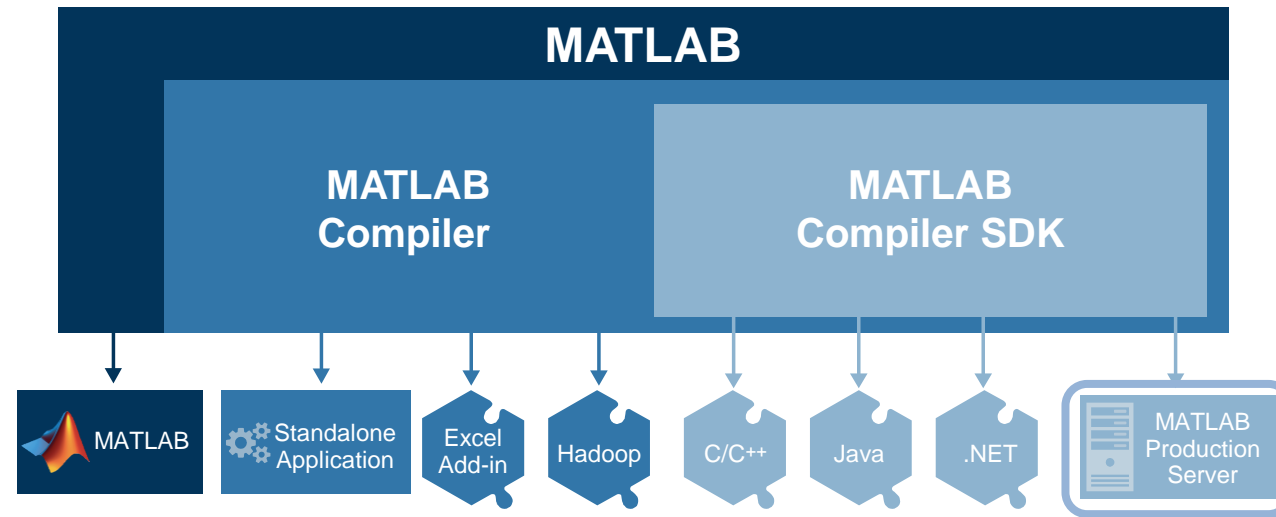 MATLAB
MATLAB
Compiler
MATLAB
Compiler SDK
MATLAB
Standalone
Application
Excel
Add-in
Hadoop
C/C++
Java
.NET
MATLAB
Production
Server